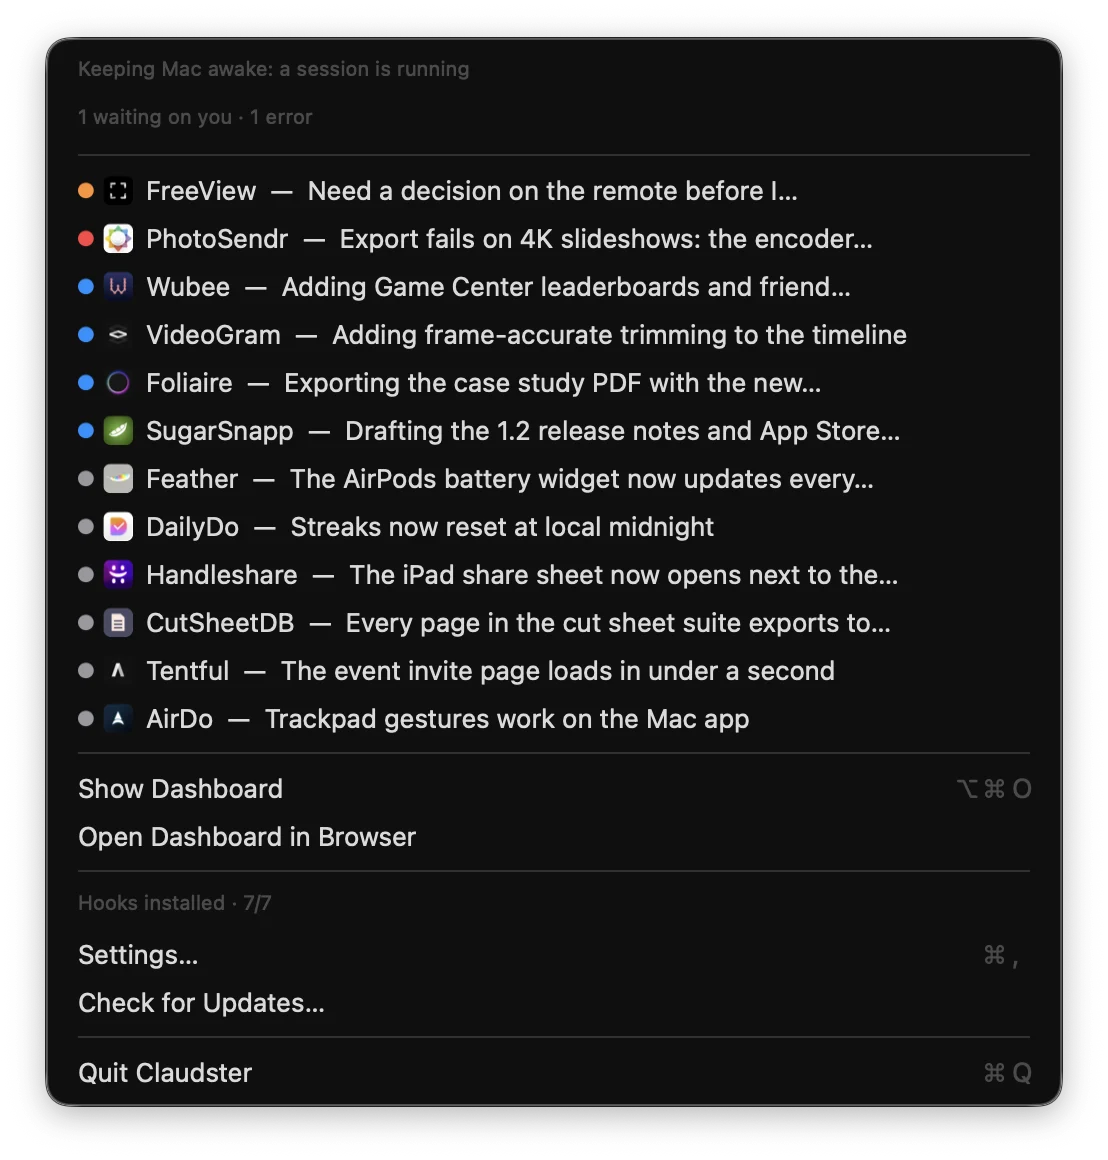 Keeping Mac awake: a session is running
1 waiting on you · 1 error
FreeView — Need a decision on the remote before I...
PhotoSendr — Export fails on 4K slideshows: the encoder...
Wubee — Adding Game Center leaderboards and friend...
VideoGram — Adding frame-accurate trimming to the timeline
Foliaire — Exporting the case study PDF with the new...
SugarSnapp — Drafting the 1.2 release notes and App Store...
Feather — The AirPods battery widget now updates every...
DailyDo — Streaks now reset at local midnight
Handleshare — The iPad share sheet now opens next to the...
CutSheetDB — Every page in the cut sheet suite exports to...
Tentful — The event invite page loads in under a second
AirDo — Trackpad gestures work on the Mac app
Show Dashboard ⌥⌘O
Open Dashboard in Browser
Hooks installed · 7/7
Settings... ⌘,
Check for Updates...
Quit Claudster ⌘Q